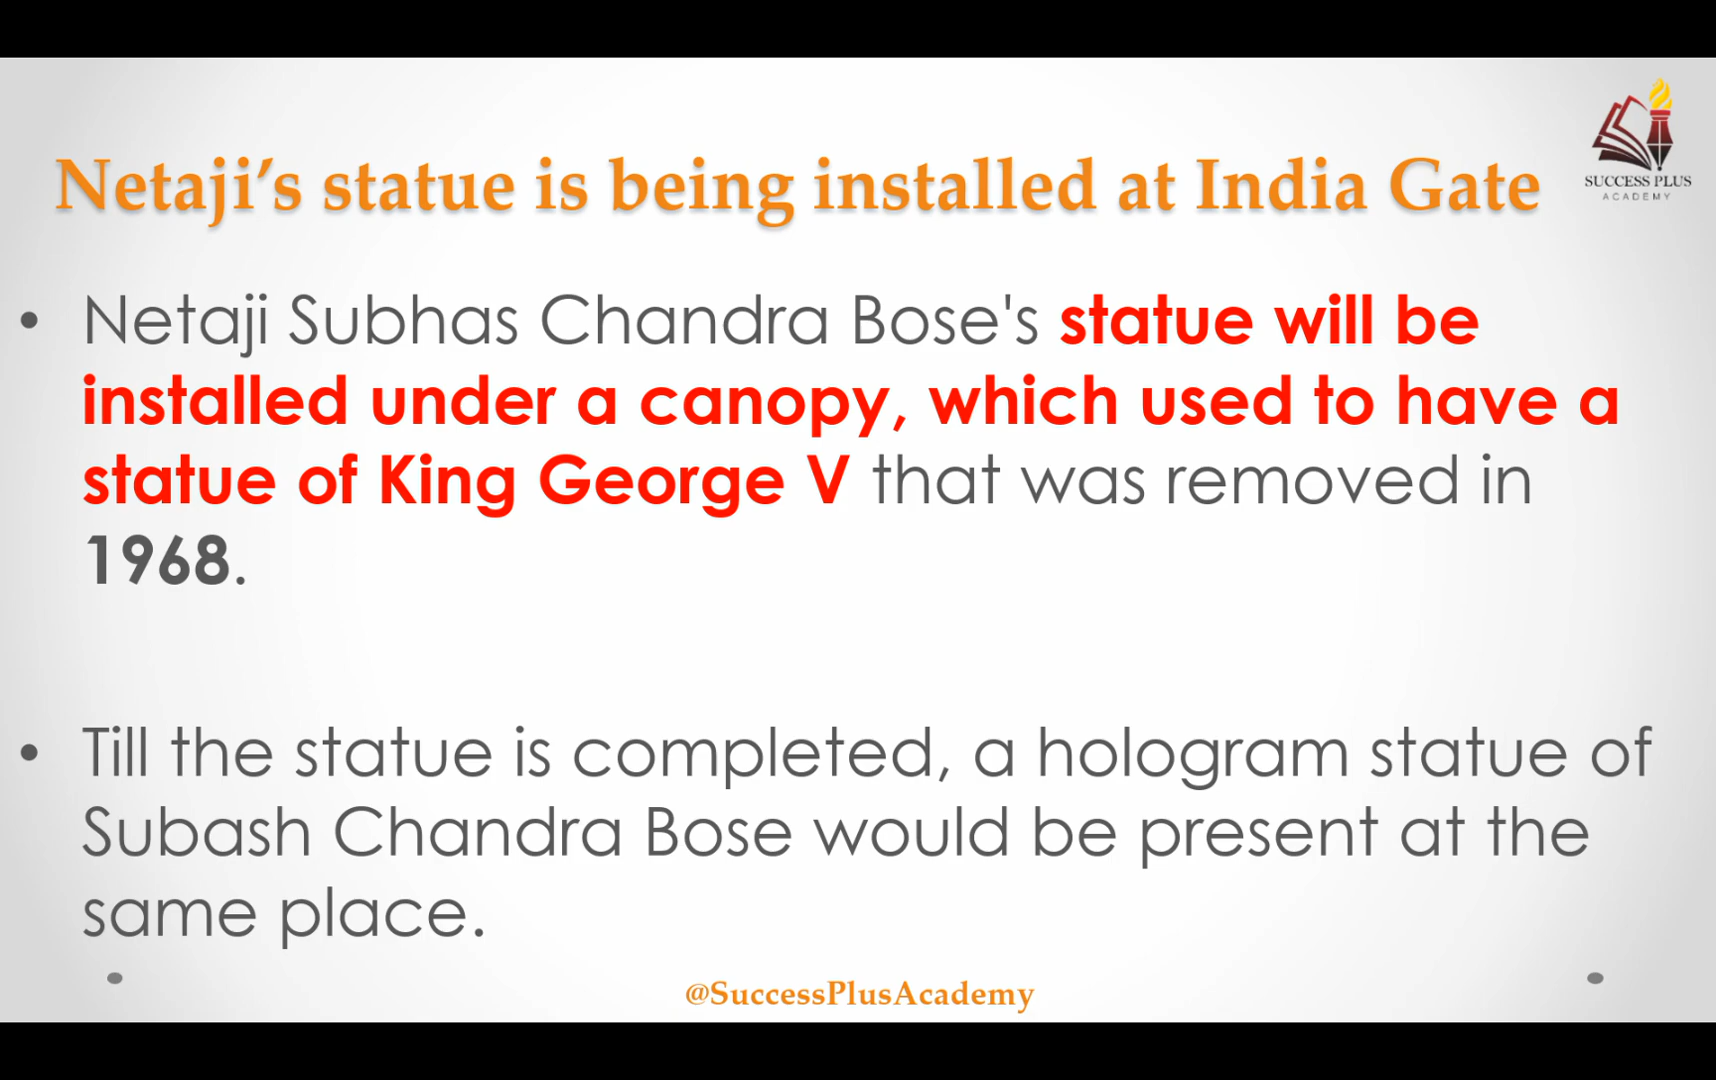 SUCCESS PLUS
ACADEMY
Netaji’s statue is being installed at India Gate
• Netaji Subhas Chandra Bose's statue will be
installed under a canopy, which used to have a
statue of King George V that was removed in
1968.
• Till the statue is completed, a hologram statue of
Subash Chandra Bose would be present at the
same place.
@SuccessPlusAcademy